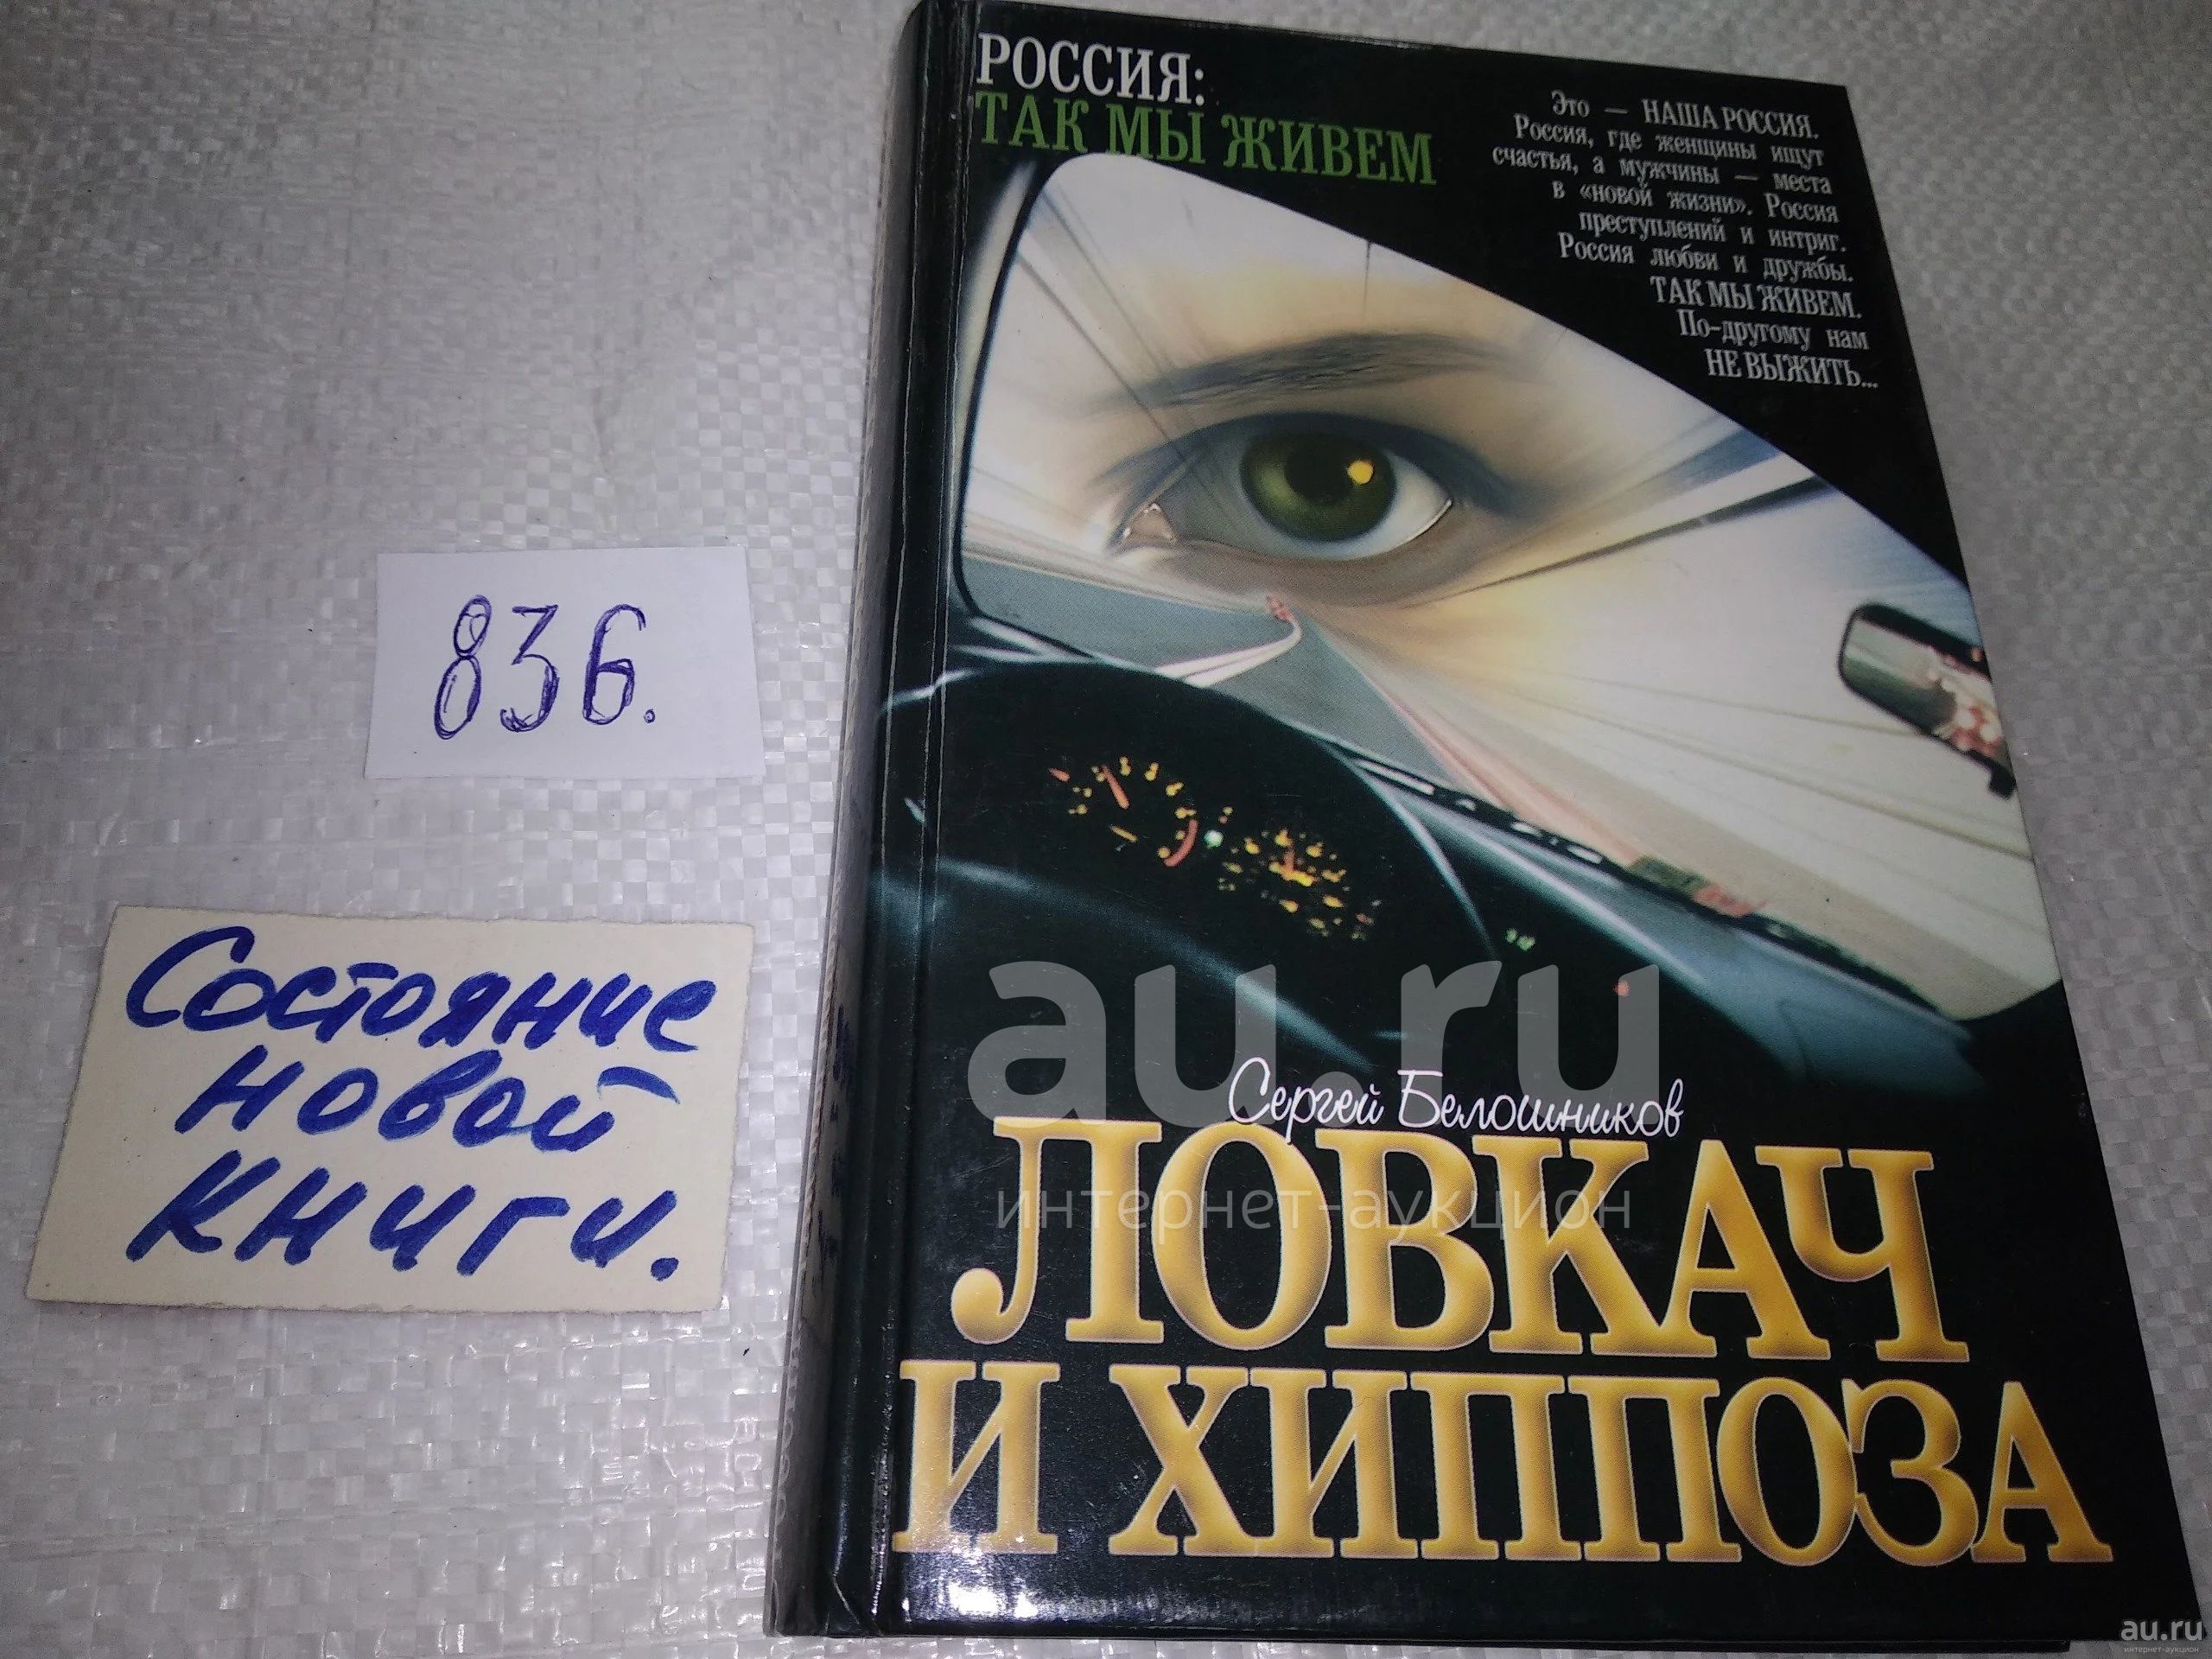 РОССИЯ:
ТАК МЫ ЖИВЕМ
Это — НАША РОССИЯ.
Россия, где женщины ищут
счастья, а мужчины — места
в «новой жизни». Россия
преступлений и интриг.
Россия любви и дружбы.
ТАК МЫ ЖИВЕМ.
По-другому нам
НЕ ВЫЖИТЬ...
836.
Состояние
новой
книги.
au.ru
Сергей Белошников
ЛОВКАЧ
интернет-аукцион
И ХИППОЗА
au.ru
интернет-аукцион